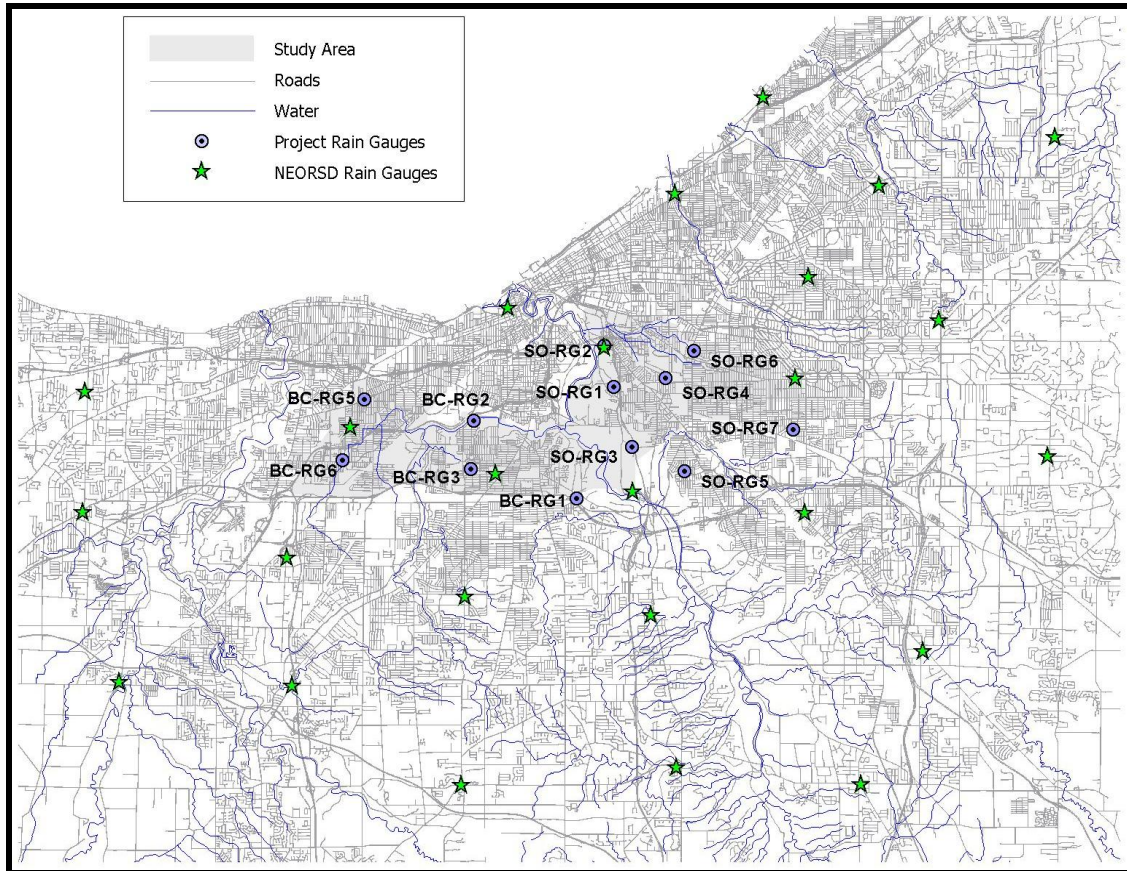 Study Area
Roads
Water
Project Rain Gauges
NEORSD Rain Gauges
SO-RG2
SO-RG6
SO-RG1
SO-RG4
BC-RG5
BC-RG2
SO-RG7
SO-RG3
BC-RG6
BC-RG3
SO-RG5
BC-RG1